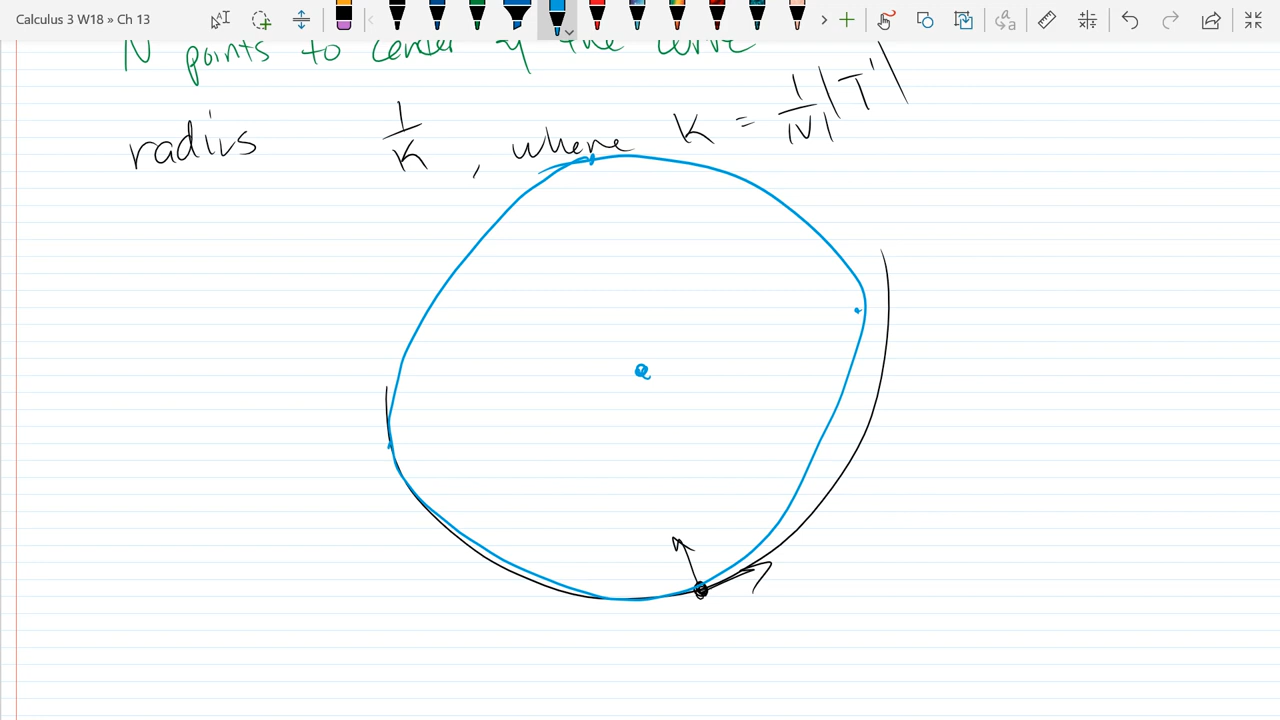 Calculus 3 W18 » Ch 13
N points to center of the curve
radius 1/κ , where κ = 1/|v| |T'|